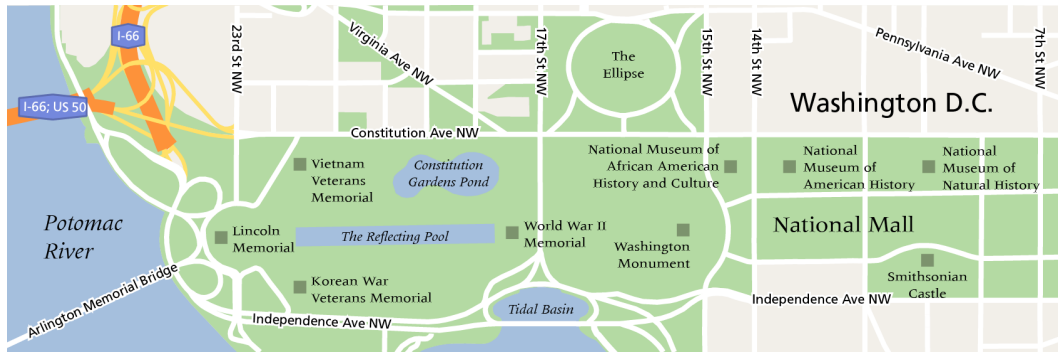 I-66
23rd St NW
Virginia Ave NW
17th St NW
The
Ellipse
15th St NW
14th St NW
Pennsylvania Ave NW
7th St NW
I-66; US 50
Washington D.C.
Constitution Ave NW
Vietnam
Veterans
Memorial
Constitution
Gardens Pond
National Museum of
African American
History and Culture
National
Museum of
American History
National
Museum of
Natural History
Potomac
River
Lincoln
Memorial
The Reflecting Pool
World War II
Memorial
Washington
Monument
National Mall
Korean War
Veterans Memorial
Smithsonian
Castle
Arlington Memorial Bridge
Independence Ave NW
Tidal Basin
Independence Ave NW